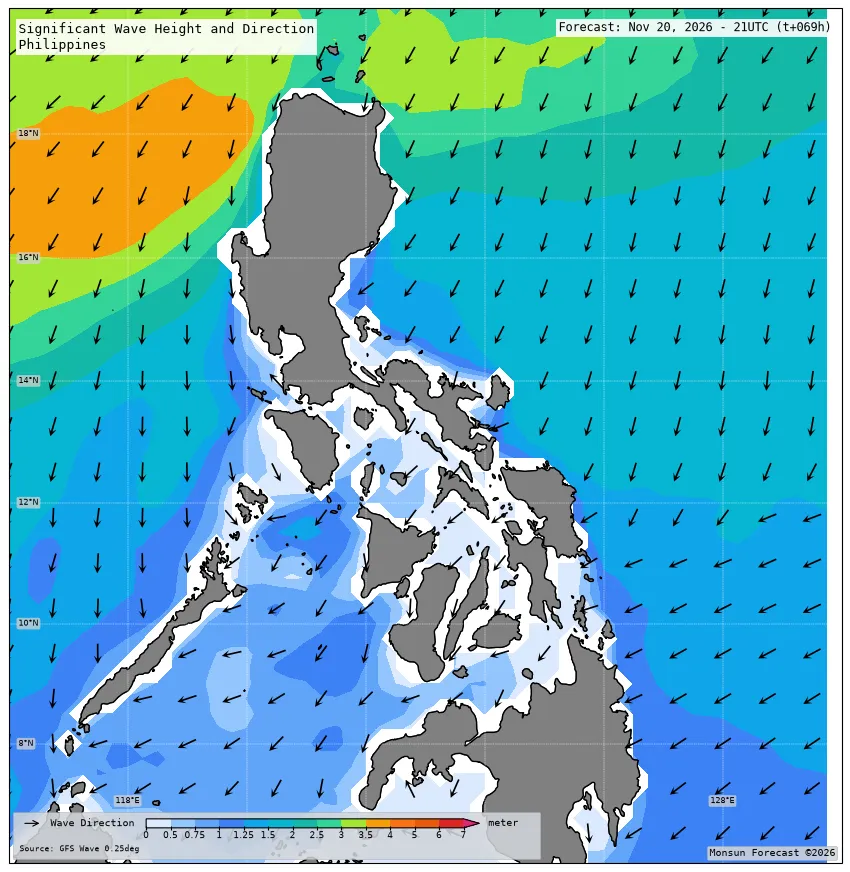 Significant Wave Height and Direction
Philippines
Forecast: Nov 20, 2026 - 21UTC (t+069h)
18°N
16°N
14°N
12°N
10°N
8°N
118°E
128°E
Wave Direction
0 0.5 0.75 1 1.25 1.5 2 2.5 3 3.5 4 5 6 7
meter
Source: GFS Wave 0.25deg
Monsun Forecast ©2026